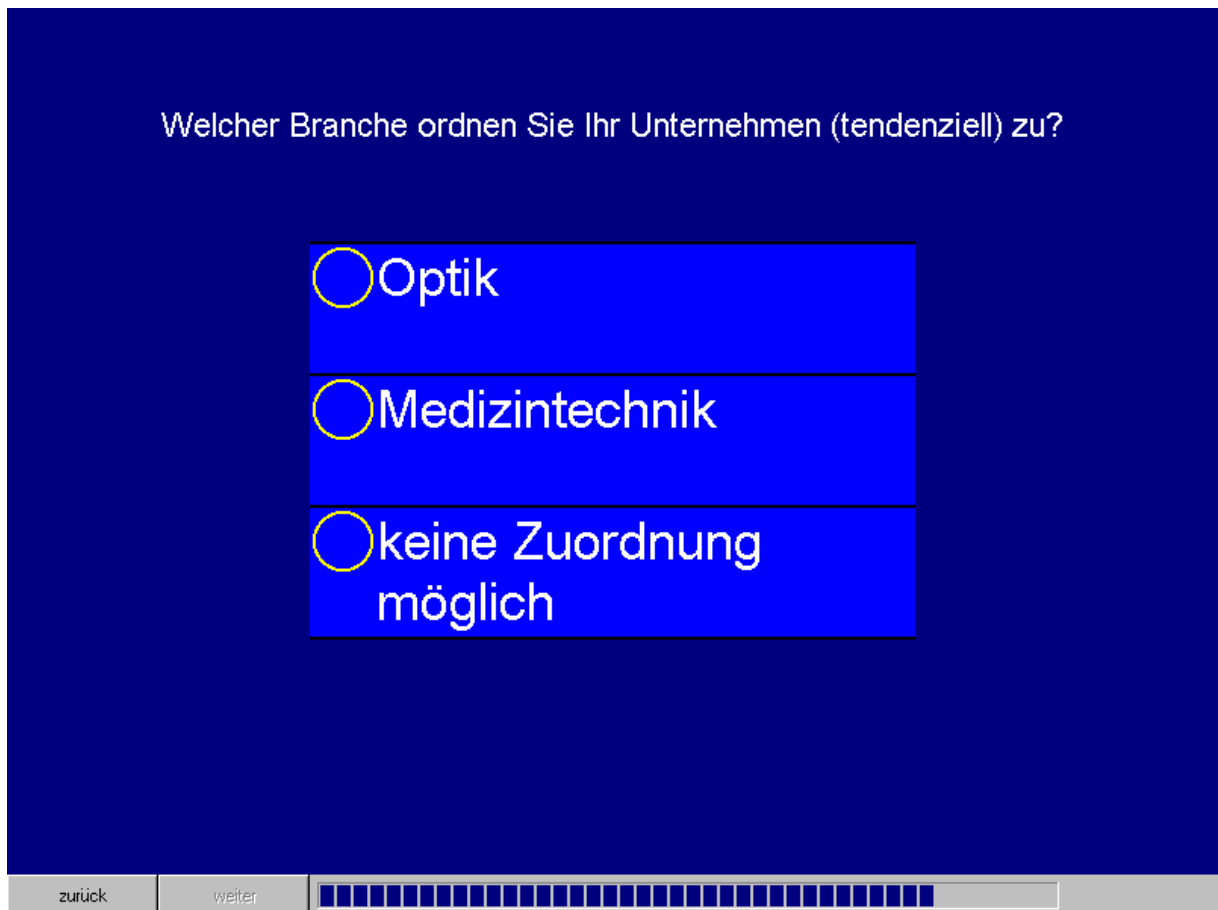 Welcher Branche ordnen Sie Ihr Unternehmen (tendenziell) zu?
Optik
Medizintechnik
keine Zuordnung
möglich
zurück
weiter